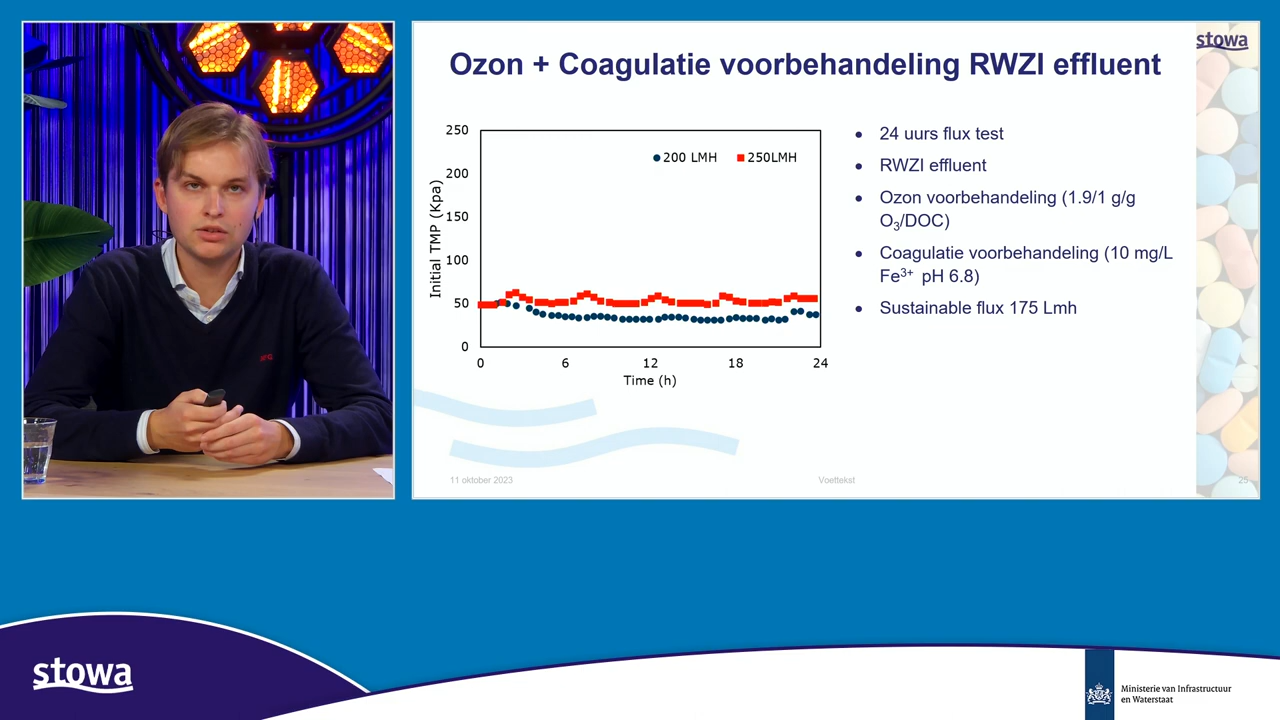 stowa
Ozon + Coagulatie voorbehandeling RWZI effluent
250
200
150
100
50
0
Initial TMP (Kpa)
200 LMH
250LMH
0
6
12
18
24
Time (h)
• 24 uurs flux test
• RWZI effluent
• Ozon voorbehandeling (1.9/1 g/g
O₃/DOC)
• Coagulatie voorbehandeling (10 mg/L
Fe³⁺ pH 6.8)
• Sustainable flux 175 Lmh
11 oktober 2023
Voettekst
25
stowa
Ministerie van Infrastructuur
en Waterstaat